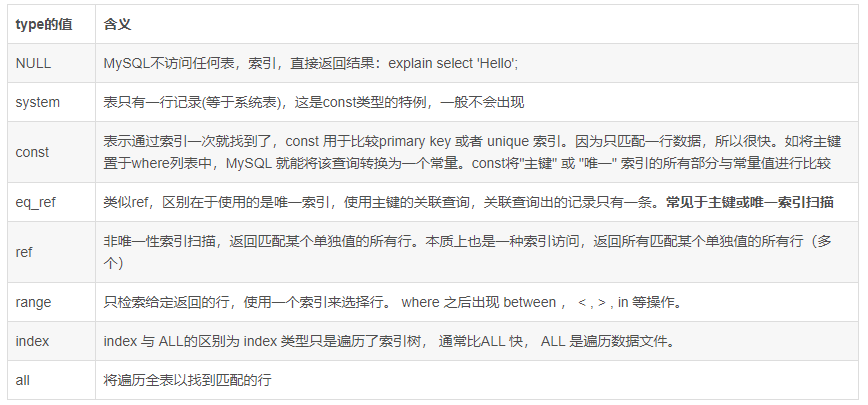 type的值 含义
NULL MySQL不访问任何表，索引，直接返回结果：explain select 'Hello';
system 表只有一行记录(等于系统表)，这是const类型的特例，一般不会出现
const 表示通过索引一次就找到了，const 用于比较primary key 或者 unique 索引。因为只匹配一行数据，所以很快。如将主键
置于where列表中，MySQL 就能将该查询转换为一个常量。const将"主键" 或 "唯一" 索引的所有部分与常量值进行比较
eq_ref 类似ref，区别在于使用的是唯一索引，使用主键的关联查询，关联查询出的记录只有一条。常见于主键或唯一索引扫描
ref 非唯一性索引扫描，返回匹配某个单独值的所有行。本质上也是一种索引访问，返回所有匹配某个单独值的所有行（多
个）
range 只检索给定返回的行，使用一个索引来选择行。 where 之后出现 between ， < , > , in 等操作。
index index 与 ALL的区别为 index 类型只是遍历了索引树， 通常比ALL 快， ALL 是遍历数据文件。
all 将遍历全表以找到匹配的行